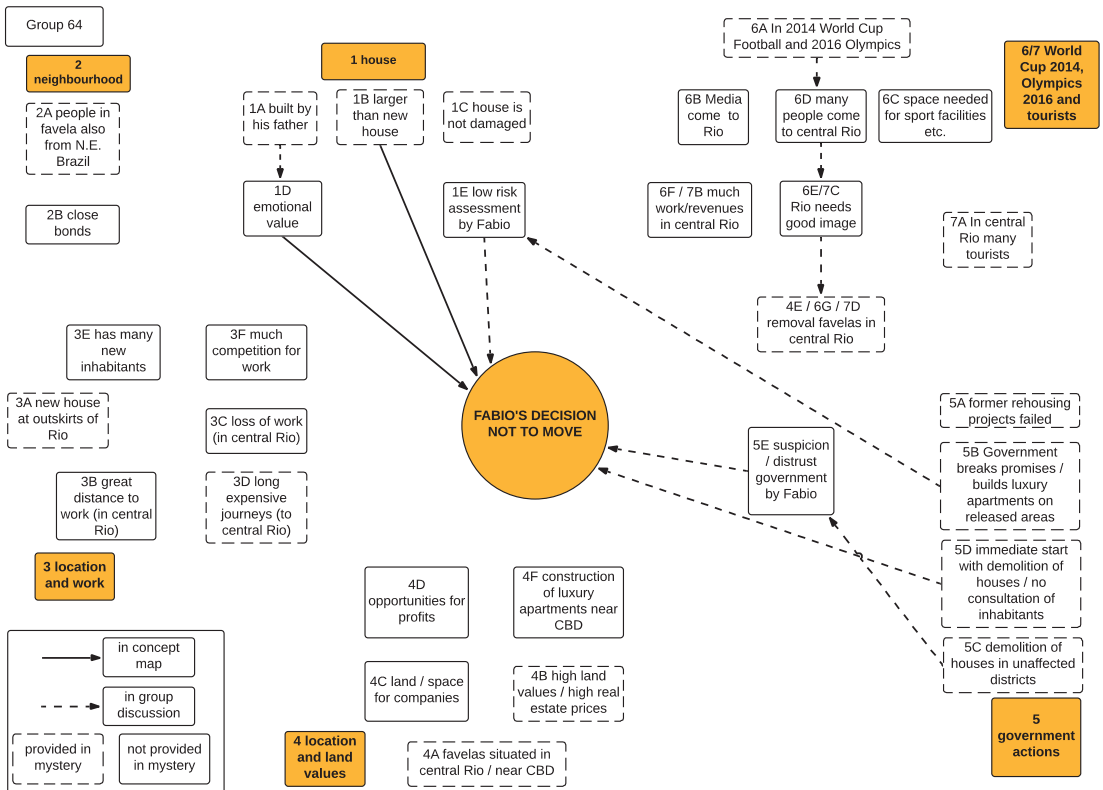 Group 64
2
neighbourhood
2A people in
favela also
from N.E.
Brazil
2B close
bonds
1 house
1A built by
his father
1B larger
than new
house
1C house is
not damaged
1D
emotional
value
1E low risk
assessment
by Fabio
6A In 2014 World Cup
Football and 2016 Olympics
6/7 World
Cup 2014,
Olympics
2016 and
tourists
6B Media
come to
Rio
6D many
people come
to central Rio
6C space needed
for sport facilities
etc.
6F / 7B much
work/revenues
in central Rio
6E/7C
Rio needs
good image
7A In central
Rio many
tourists
4E / 6G / 7D
removal favelas in
central Rio
3E has many
new
inhabitants
3F much
competition for
work
3A new house
at outskirts of
Rio
3C loss of work
(in central Rio)
3B great
distance to
work (in central
Rio)
3D long
expensive
journeys (to
central Rio)
3 location
and work
FABIO'S DECISION
NOT TO MOVE
5A former rehousing
projects failed
5E suspicion
/ distrust
government
by Fabio
5B Government
breaks promises /
builds luxury
apartments on
released areas
5D immediate start
with demolition of
houses / no
consultation of
inhabitants
5C demolition of
houses in unaffected
districts
5
government
actions
4D
opportunities for
profits
4F construction
of luxury
apartments near
CBD
4C land / space
for companies
4B high land
values / high real
estate prices
4 location
and land
values
4A favelas situated in
central Rio / near CBD
in concept
map
in group
discussion
provided in
mystery
not provided
in mystery